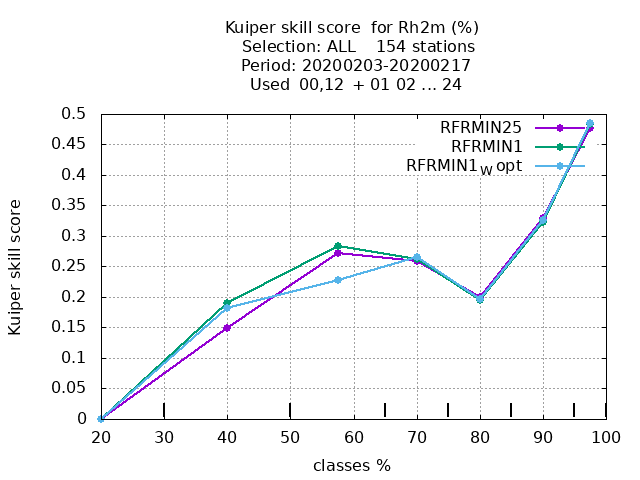 Kuiper skill score for Rh2m (%)
Selection: ALL 154 stations
Period: 20200203-20200217
Used 00,12 + 01 02 ... 24
0.5
0.45
0.4
0.35
0.3
0.25
0.2
0.15
0.1
0.05
0
Kuiper skill score
RFRMIN25
RFRMIN1
RFRMIN1w opt
20 30 40 50 60 70 80 90 100
classes %